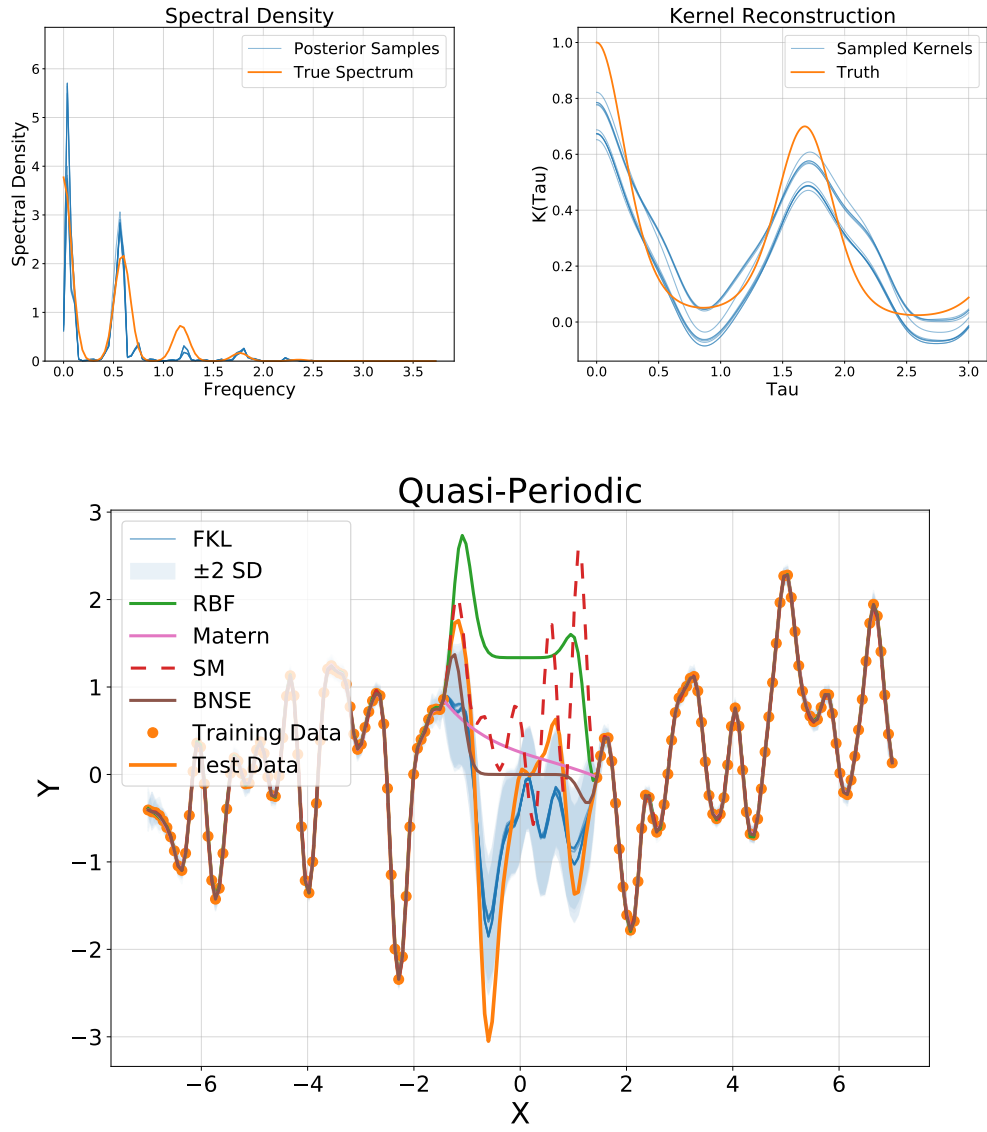 Spectral Density
Spectral Density
6
5
4
3
2
1
0
Posterior Samples
True Spectrum
0.0 0.5 1.0 1.5 2.0 2.5 3.0 3.5
Frequency
Kernel Reconstruction
K(Tau)
1.0
0.8
0.6
0.4
0.2
0.0
Sampled Kernels
Truth
0.0 0.5 1.0 1.5 2.0 2.5 3.0
Tau
Quasi-Periodic
Y
3
2
1
0
−1
−2
−3
FKL
±2 SD
RBF
Matern
SM
BNSE
Training Data
Test Data
−6 −4 −2 0 2 4 6
X